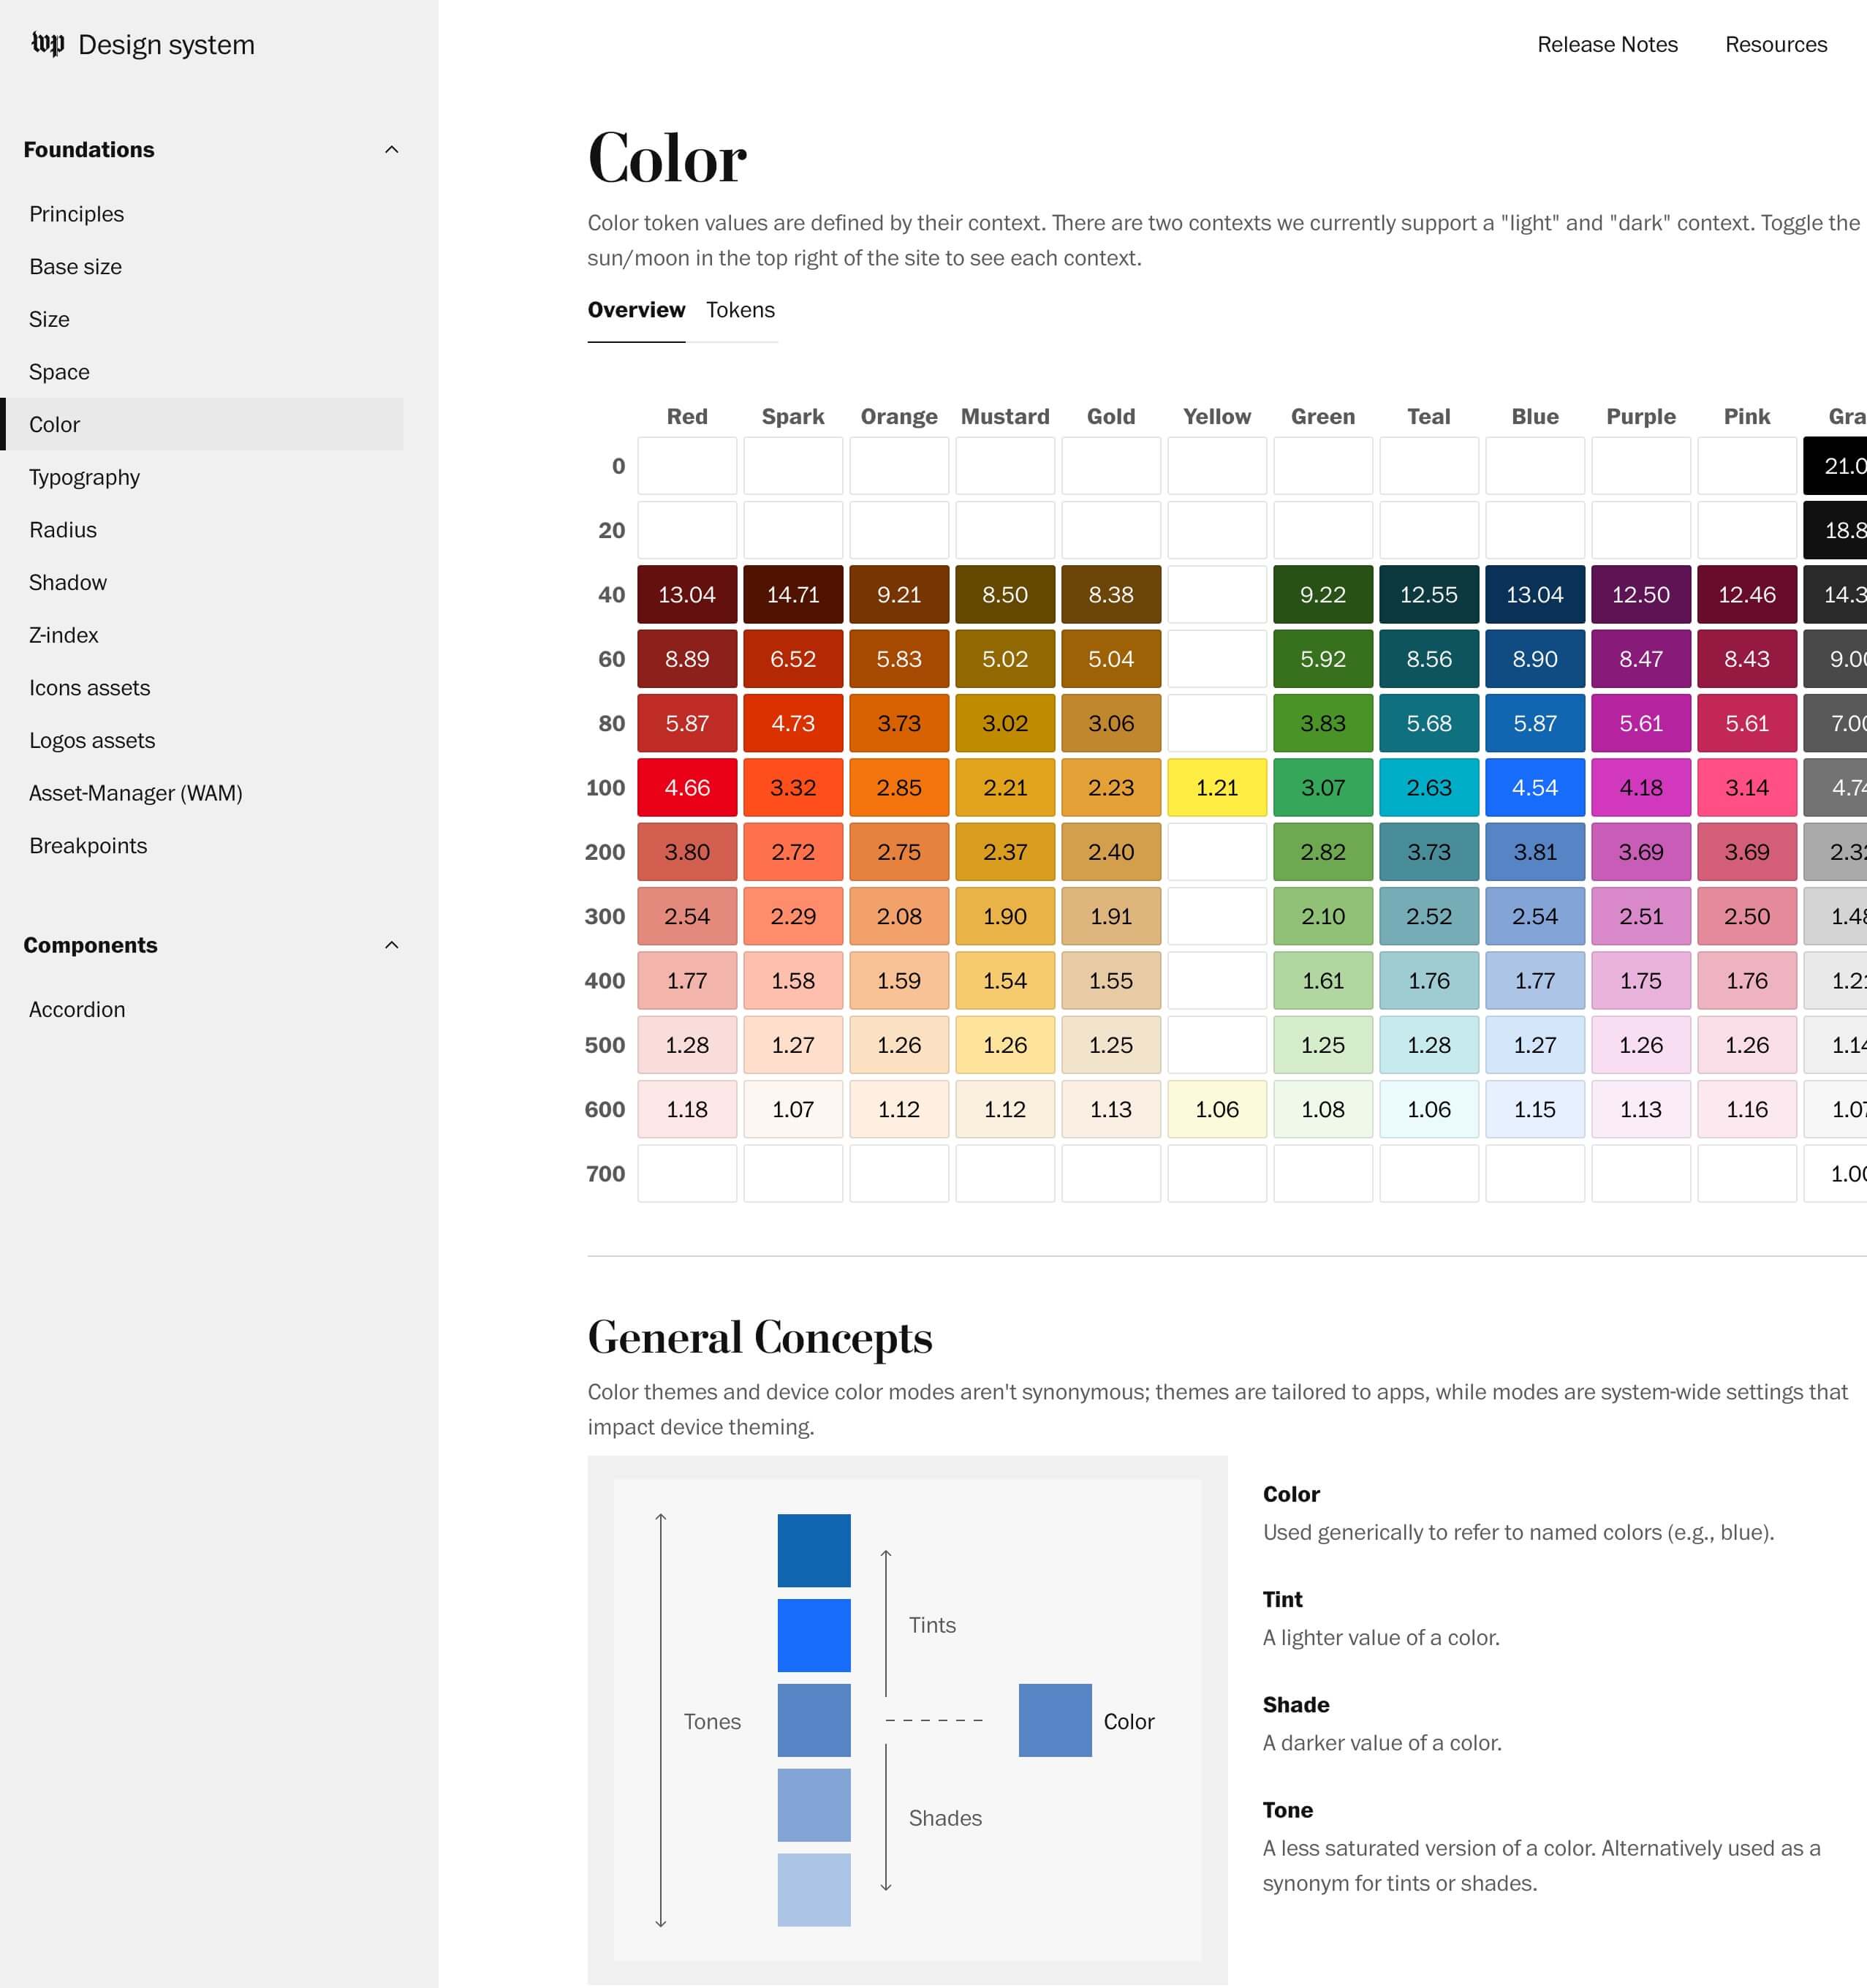 wp Design system
Release Notes Resources
Foundations
Principles
Base size
Size
Space
Color
Typography
Radius
Shadow
Z-index
Icons assets
Logos assets
Asset-Manager (WAM)
Breakpoints
Components
Accordion
Color
Color token values are defined by their context. There are two contexts we currently support a "light" and "dark" context. Toggle the
sun/moon in the top right of the site to see each context.
Overview Tokens
Red Spark Orange Mustard Gold Yellow Green Teal Blue Purple Pink Gra
0 21.0
20 18.8
40 13.04 14.71 9.21 8.50 8.38 9.22 12.55 13.04 12.50 12.46 14.3
60 8.89 6.52 5.83 5.02 5.04 5.92 8.56 8.90 8.47 8.43 9.00
80 5.87 4.73 3.73 3.02 3.06 3.83 5.68 5.87 5.61 5.61 7.00
100 4.66 3.32 2.85 2.21 2.23 1.21 3.07 2.63 4.54 4.18 3.14 4.74
200 3.80 2.72 2.75 2.37 2.40 2.82 3.73 3.81 3.69 3.69 2.32
300 2.54 2.29 2.08 1.90 1.91 2.10 2.52 2.54 2.51 2.50 1.48
400 1.77 1.58 1.59 1.54 1.55 1.61 1.76 1.77 1.75 1.76 1.21
500 1.28 1.27 1.26 1.26 1.25 1.25 1.28 1.27 1.26 1.26 1.14
600 1.18 1.07 1.12 1.12 1.13 1.06 1.08 1.06 1.15 1.13 1.16 1.07
700 1.00
General Concepts
Color themes and device color modes aren't synonymous; themes are tailored to apps, while modes are system-wide settings that
impact device theming.
Tones
Tints
Color
Shades
Color
Used generically to refer to named colors (e.g., blue).
Tint
A lighter value of a color.
Shade
A darker value of a color.
Tone
A less saturated version of a color. Alternatively used as a
synonym for tints or shades.